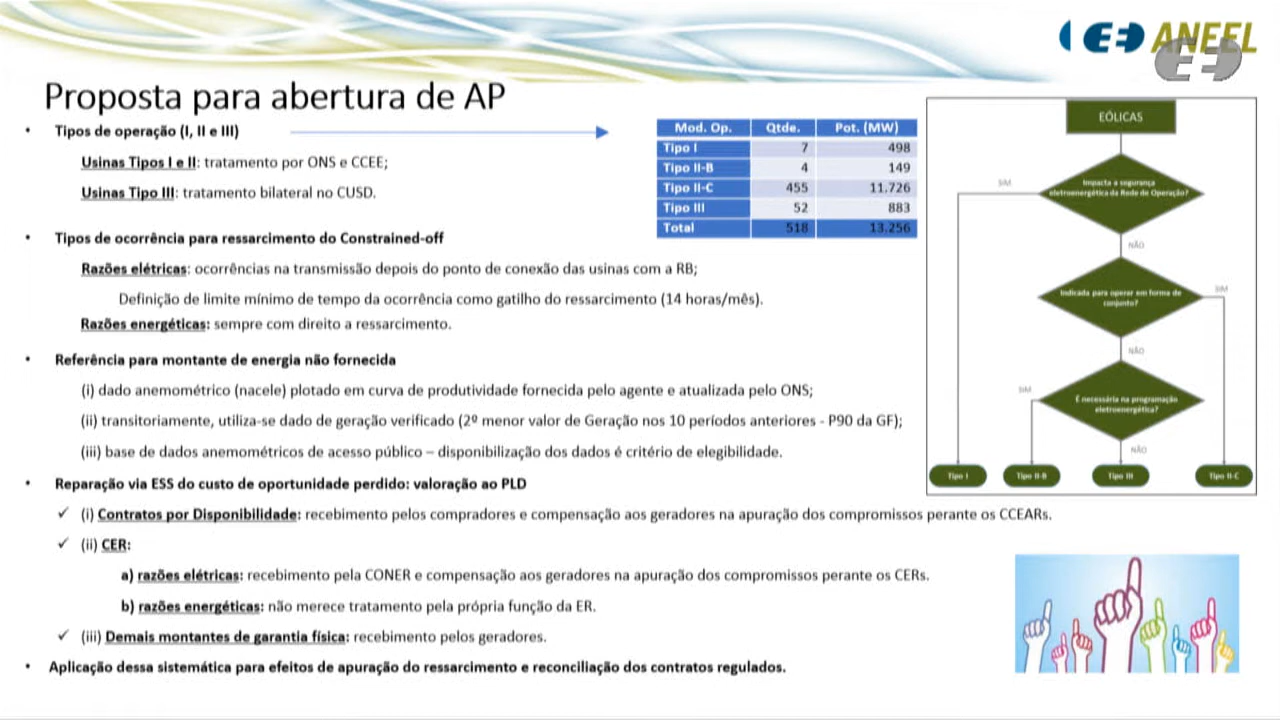 ANEEL
Proposta para abertura de AP
• Tipos de operação (I, II e III)
Usinas Tipos I e II: tratamento por ONS e CCEE;
Usinas Tipo III: tratamento bilateral no CUSD.
Mod. Op. Qtde. Pot. (MW)
Tipo I 7 498
Tipo II-B 4 149
Tipo II-C 455 11.726
Tipo III 52 883
Total 518 13.256
• Tipos de ocorrência para ressarcimento do Constrained-off
Razões elétricas: ocorrências na transmissão depois do ponto de conexão das usinas com a RB;
Definição de limite mínimo de tempo da ocorrência como gatilho do ressarcimento (14 horas/mês).
Razões energéticas: sempre com direito a ressarcimento.
• Referência para montante de energia não fornecida
(i) dado anemométrico (nacele) plotado em curva de produtividade fornecida pelo agente e atualizada pelo ONS;
(ii) transitoriamente, utiliza-se dado de geração verificado (2º menor valor de Geração nos 10 períodos anteriores - P90 da GF);
(iii) base de dados anemométricos de acesso público – disponibilização dos dados é critério de elegibilidade.
• Reparação via ESS do custo de oportunidade perdido: valoração ao PLD
✓ (i) Contratos por Disponibilidade: recebimento pelos compradores e compensação aos geradores na apuração dos compromissos perante os CCEARs.
✓ (ii) CER:
a) razões elétricas: recebimento pela CONER e compensação aos geradores na apuração dos compromissos perante os CERs.
b) razões energéticas: não merece tratamento pela própria função da ER.
✓ (iii) Demais montantes de garantia física: recebimento pelos geradores.
• Aplicação dessa sistemática para efeitos de apuração do ressarcimento e reconciliação dos contratos regulados.
EÓLICAS
Impacta a segurança
eletroenergética da Rede de Operação?
SIM
NÃO
Indicada para operar em forma de
conjunto?
SIM
NÃO
É necessária na programação
eletroenergética?
SIM
NÃO
Tipo I Tipo II-B Tipo III Tipo II-C